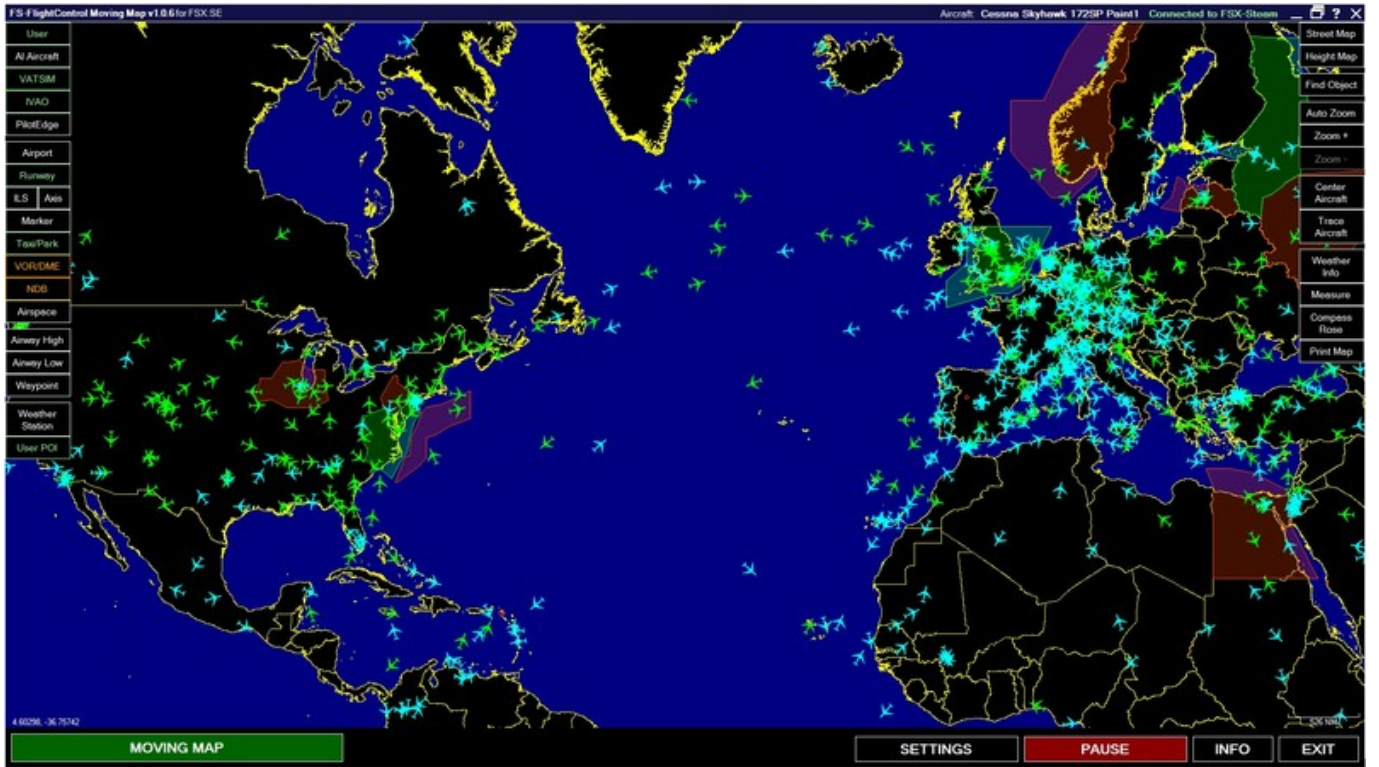 FS-FlightControl Moving Map v1.0.6 for FSX:SE
Aircraft: Cessna Skyhawk 172SP Paint1 Connected to FSX-Steam
User
AI Aircraft
VATSIM
IVAO
PilotEdge
Airport
Runway
ILS Axis
Marker
Taxi/Park
VOR/DME
NDB
Airspace
Airway High
Airway Low
Waypoint
Weather
Station
User POI
Street Map
Height Map
Find Object
Auto Zoom
Zoom +
Zoom -
Center
Aircraft
Trace
Aircraft
Weather
Info
Measure
Compass
Rose
Print Map
4.60298, -36.75742
MOVING MAP
SETTINGS
PAUSE
INFO
EXIT